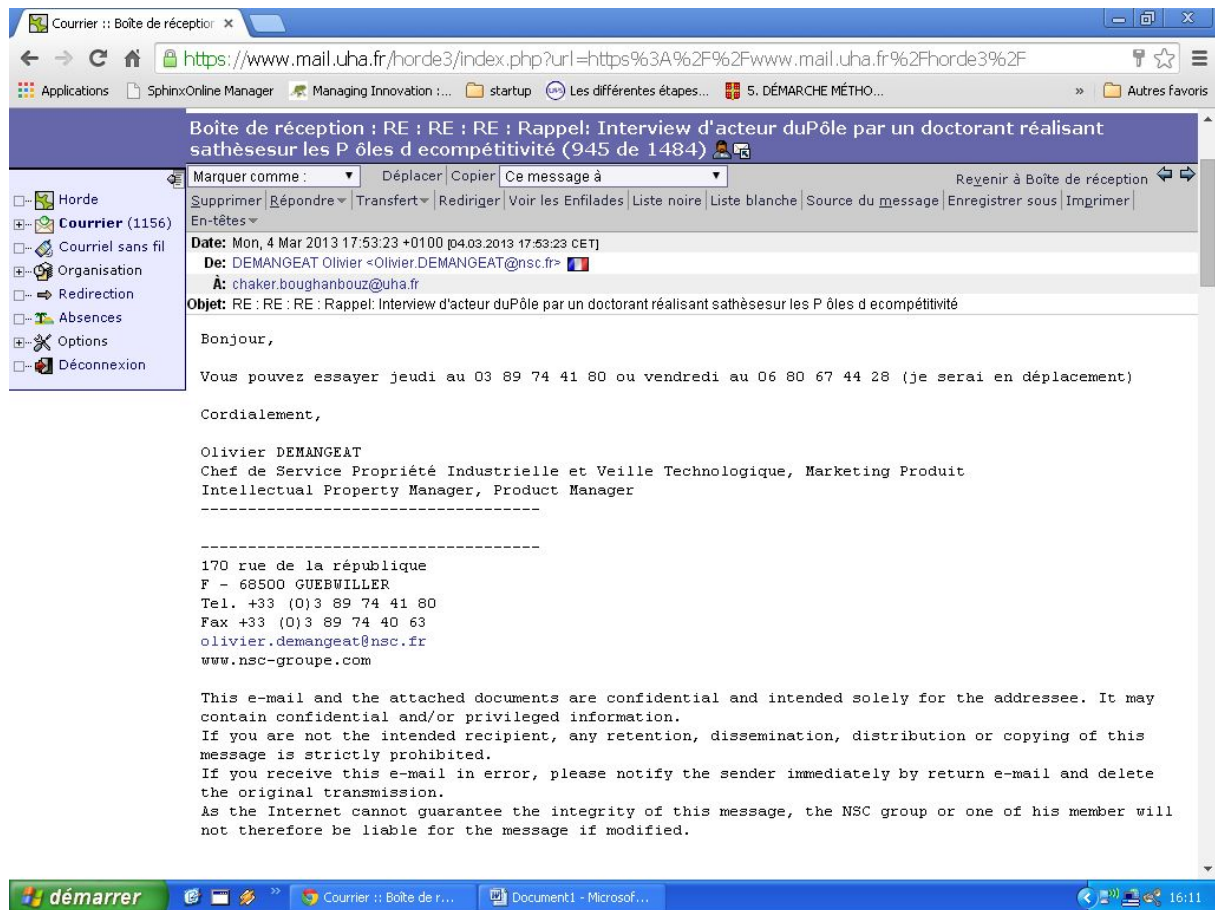 Courrier :: Boîte de réception
https://www.mail.uha.fr/horde3/index.php?url=https%3A%2F%2Fwww.mail.uha.fr%2Fhorde3%2F
Applications SphinxOnline Manager Managing Innovation :... startup Les différentes étapes... 5. DÉMARCHE MÉTHO... » Autres favoris
Boîte de réception : RE : RE : RE : Rappel: Interview d'acteur duPôle par un doctorant réalisant
sathèsesur les P ôles d ecompétitivité (945 de 1484)
Marquer comme : Déplacer| Copier Ce message à Revenir à Boîte de réception
Supprimer| Répondre| Transfert| Rediriger| Voir les Enfilades| Liste noire| Liste blanche| Source du message| Enregistrer sous| Imprimer|
En-têtes
Horde
Courrier (1156)
Courriel sans fil
Organisation
Redirection
Absences
Options
Déconnexion
Date: Mon, 4 Mar 2013 17:53:23 +0100 [04.03.2013 17:53:23 CET]
De: DEMANGEAT Olivier <Olivier.DEMANGEAT@nsc.fr>
À: chaker.boughanbouz@uha.fr
Objet: RE : RE : RE : Rappel: Interview d'acteur duPôle par un doctorant réalisant sathèsesur les P ôles d ecompétitivité
Bonjour,
Vous pouvez essayer jeudi au 03 89 74 41 80 ou vendredi au 06 80 67 44 28 (je serai en déplacement)
Cordialement,
Olivier DEMANGEAT
Chef de Service Propriété Industrielle et Veille Technologique, Marketing Produit
Intellectual Property Manager, Product Manager
------------------------------------
------------------------------------
170 rue de la république
F - 68500 GUEBWILLER
Tel. +33 (0)3 89 74 41 80
Fax +33 (0)3 89 74 40 63
olivier.demangeat@nsc.fr
www.nsc-groupe.com
This e-mail and the attached documents are confidential and intended solely for the addressee. It may
contain confidential and/or privileged information.
If you are not the intended recipient, any retention, dissemination, distribution or copying of this
message is strictly prohibited.
If you receive this e-mail in error, please notify the sender immediately by return e-mail and delete
the original transmission.
As the Internet cannot guarantee the integrity of this message, the NSC group or one of his member will
not therefore be liable for the message if modified.
démarrer » Courrier :: Boîte de r... Document1 - Microsof... 16:11